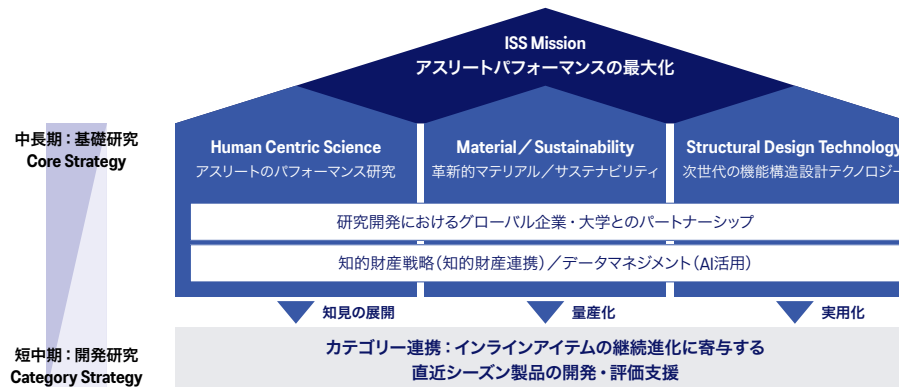 ISS Mission
アスリートパフォーマンスの最大化
中長期：基礎研究
Core Strategy
Human Centric Science
アスリートのパフォーマンス研究
Material／Sustainability
革新的マテリアル／サステナビリティ
Structural Design Technology
次世代の機能構造設計テクノロジー
研究開発におけるグローバル企業・大学とのパートナーシップ
知的財産戦略（知的財産連携）／データマネジメント（AI活用）
知見の展開
量産化
実用化
短中期：開発研究
Category Strategy
カテゴリー連携：インラインアイテムの継続進化に寄与する
直近シーズン製品の開発・評価支援